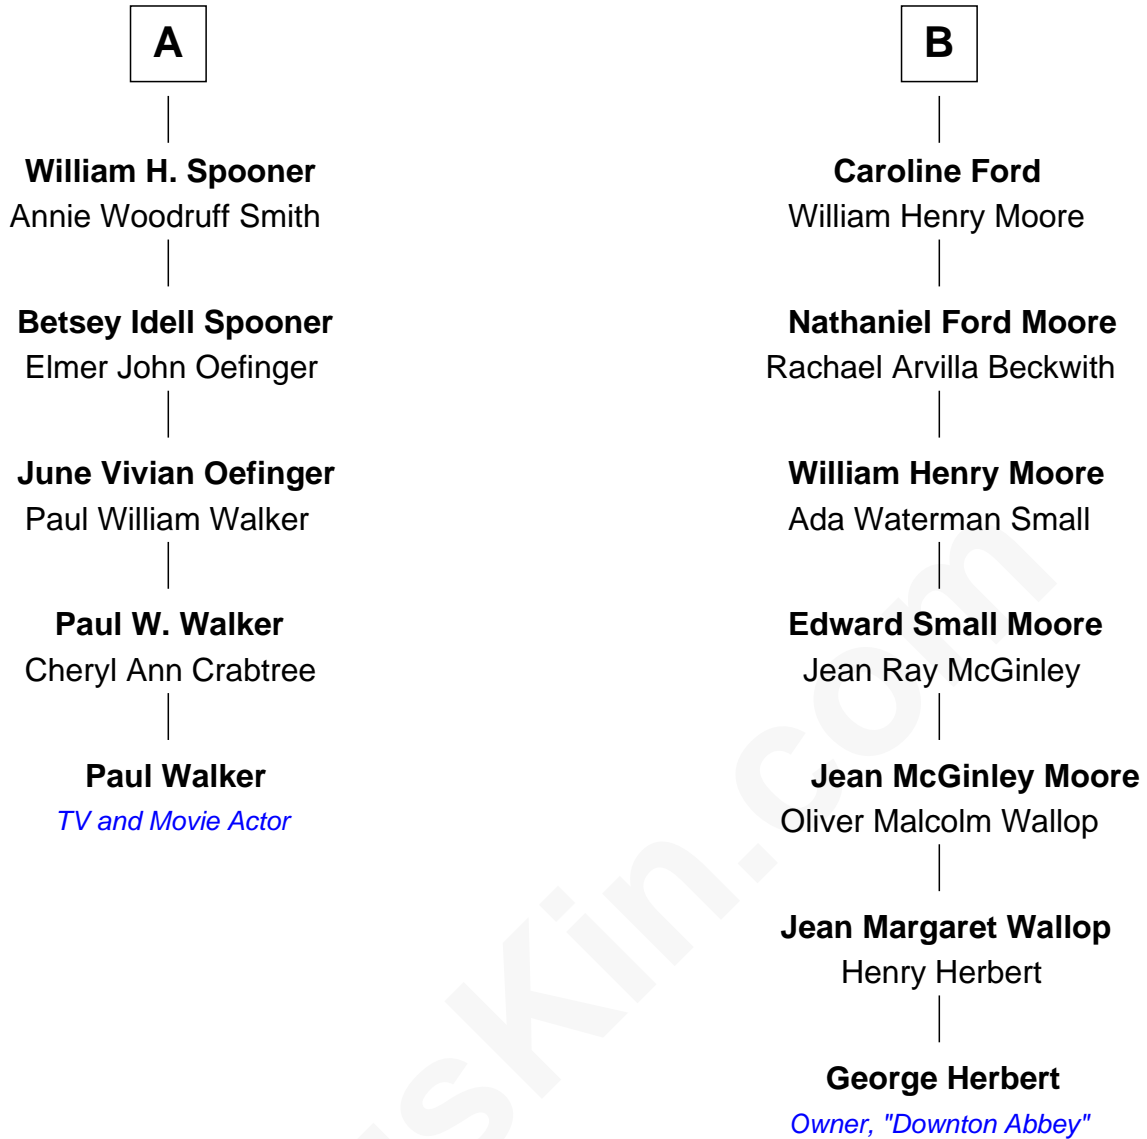 A
William H. Spooner
Annie Woodruff Smith
Betsey Idell Spooner
Elmer John Oefinger
June Vivian Oefinger
Paul William Walker
Paul W. Walker
Cheryl Ann Crabtree
Paul Walker
TV and Movie Actor
B
Caroline Ford
William Henry Moore
Nathaniel Ford Moore
Rachael Arvilla Beckwith
William Henry Moore
Ada Waterman Small
Edward Small Moore
Jean Ray McGinley
Jean McGinley Moore
Oliver Malcolm Wallop
Jean Margaret Wallop
Henry Herbert
George Herbert
Owner, "Downton Abbey"
sKin.com